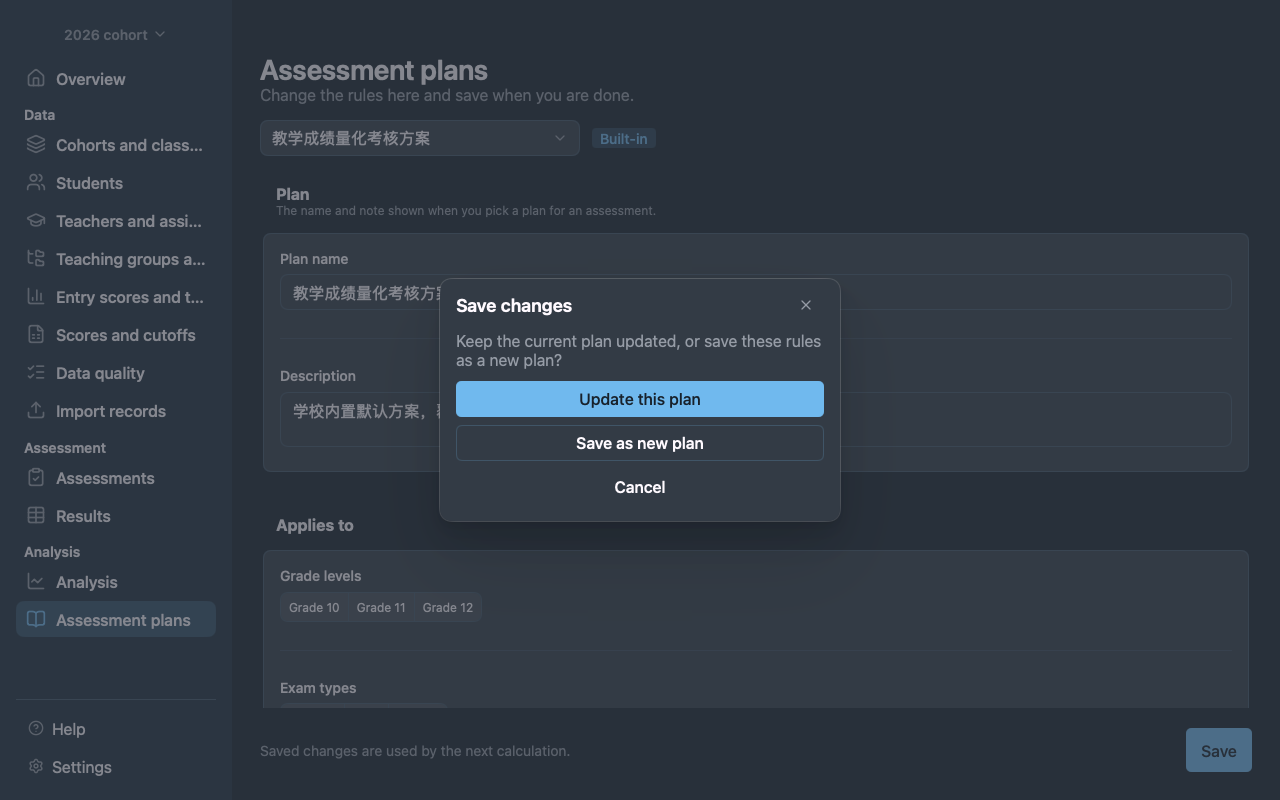 2026 cohort
Overview
Data
Cohorts and class...
Students
Teachers and assi...
Teaching groups a...
Entry scores and t...
Scores and cutoffs
Data quality
Import records
Assessment
Assessments
Results
Analysis
Analysis
Assessment plans
Help
Settings
Assessment plans
Change the rules here and save when you are done.
教学成绩量化考核方案
Built-in
Plan
The name and note shown when you pick a plan for an assessment.
Plan name
教学成绩量化考核方
Description
学校内置默认方案，
Save changes
Keep the current plan updated, or save these rules
as a new plan?
Update this plan
Save as new plan
Cancel
Applies to
Grade levels
Grade 10 Grade 11 Grade 12
Exam types
Saved changes are used by the next calculation.
Save